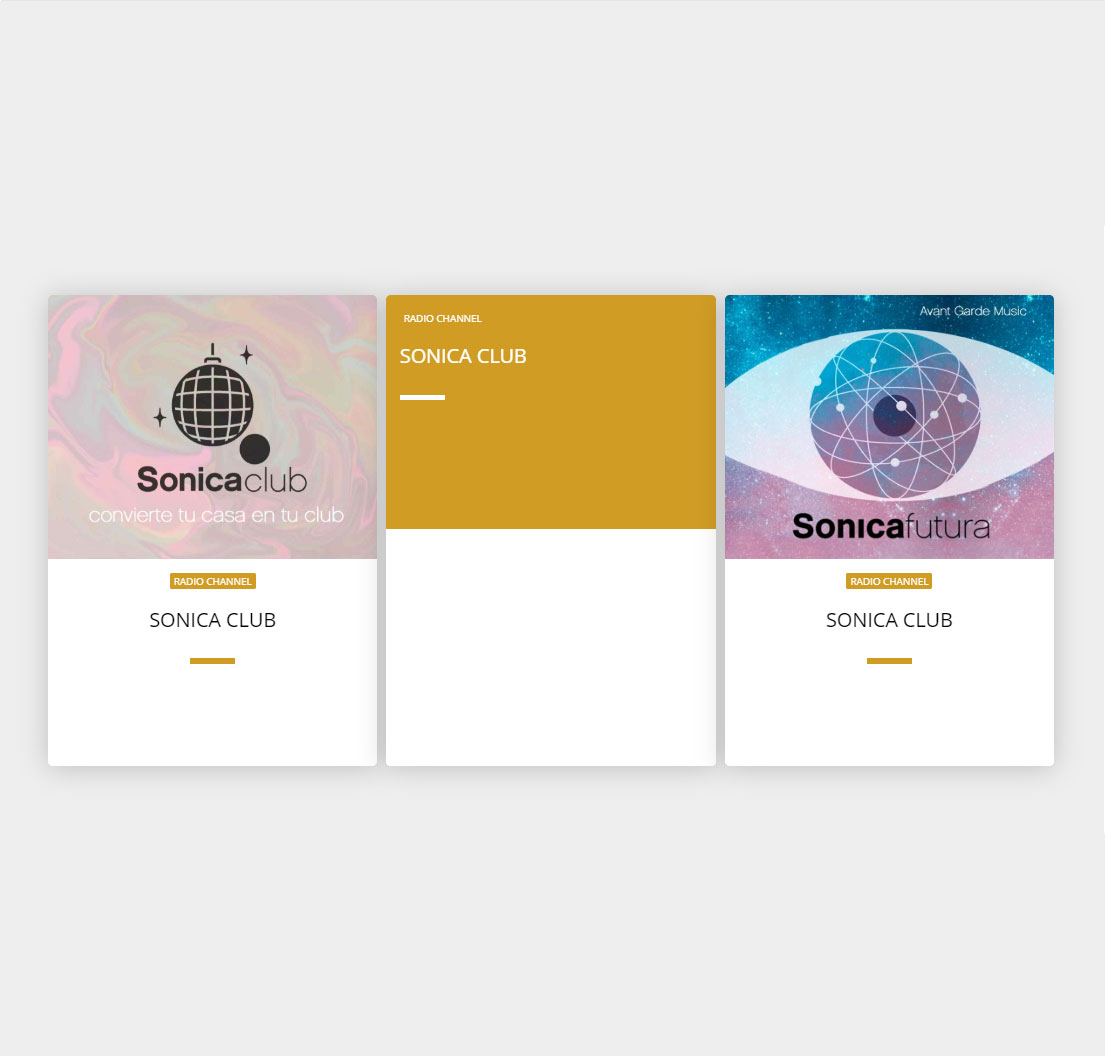 Sonicaclub
convierte tu casa en tu club
RADIO CHANNEL
SONICA CLUB
RADIO CHANNEL
SONICA CLUB
Avant Garde Music
Sonicafutura
RADIO CHANNEL
SONICA CLUB